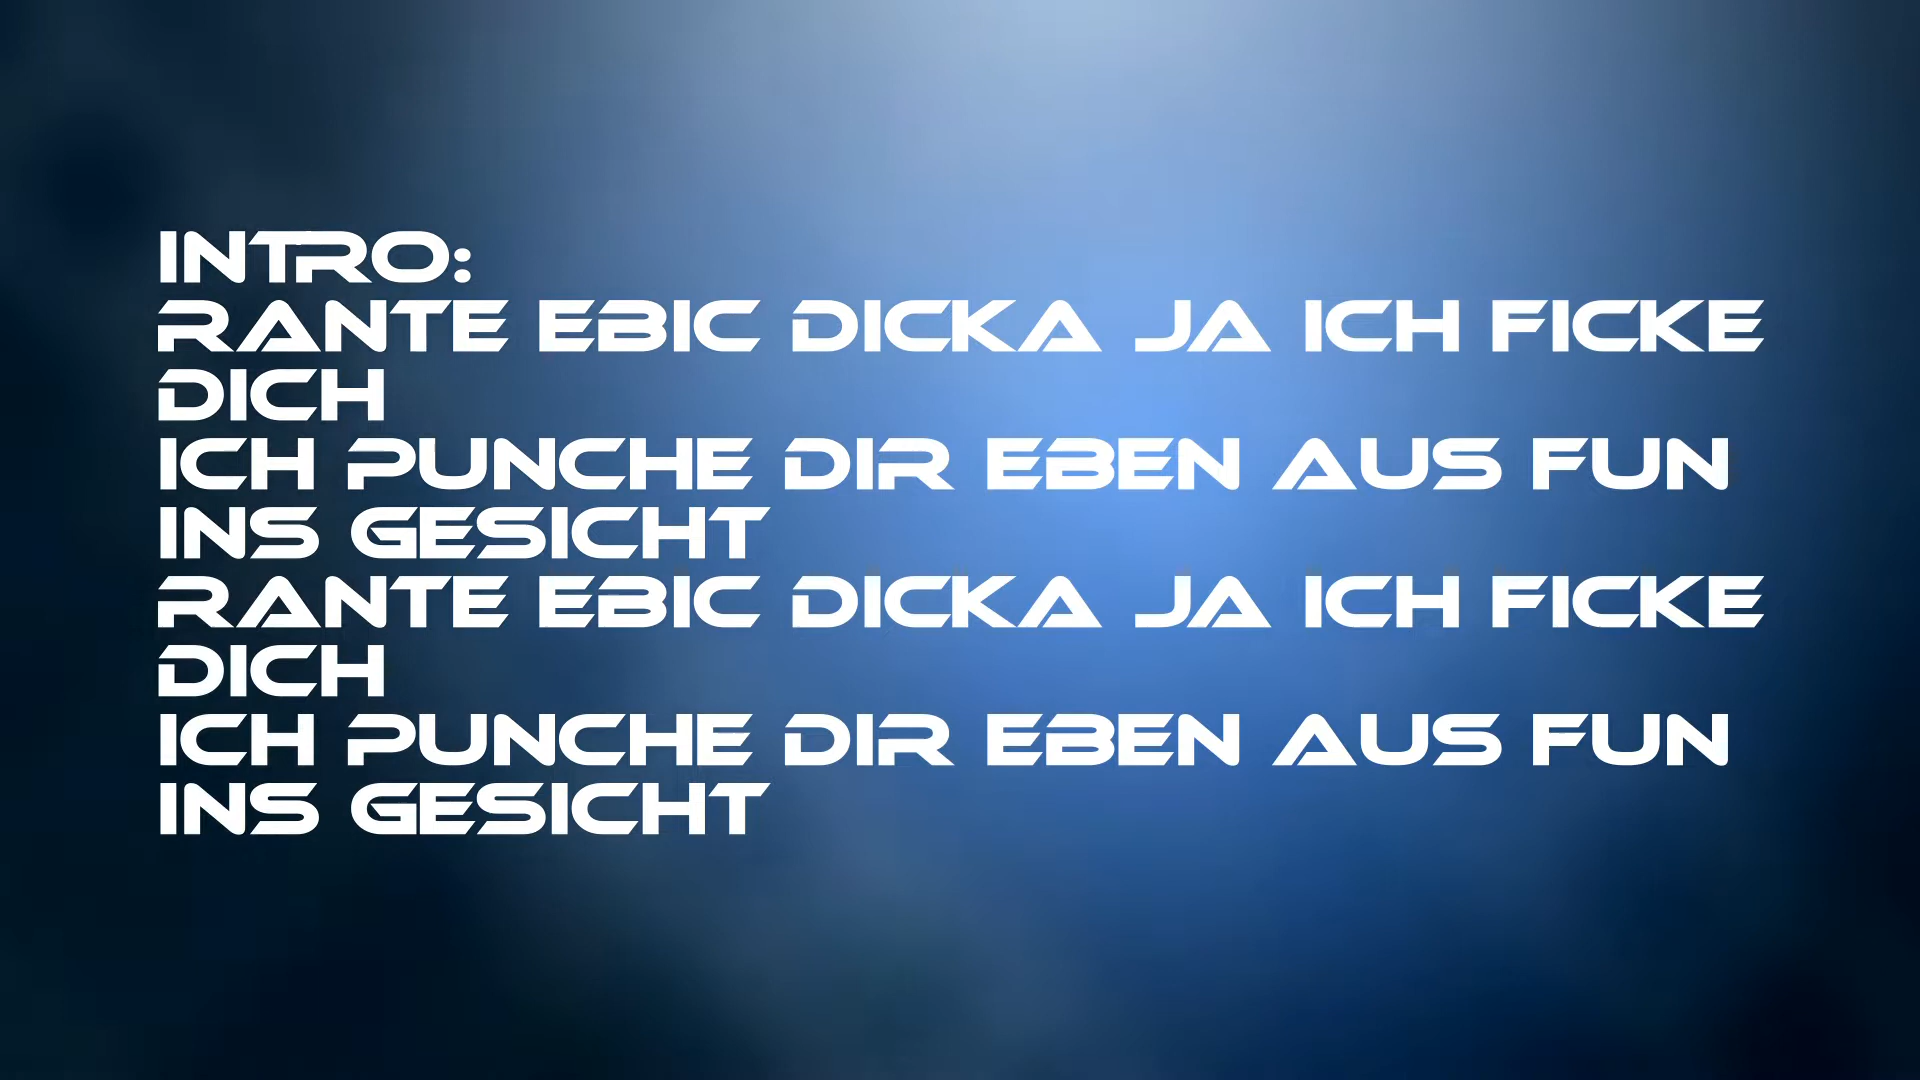 INTRO:
RANTE EBIC DICKA JA ICH FICKE
DICH
ICH PUNCHE DIR EBEN AUS FUN
INS GESICHT
RANTE EBIC DICKA JA ICH FICKE
DICH
ICH PUNCHE DIR EBEN AUS FUN
INS GESICHT